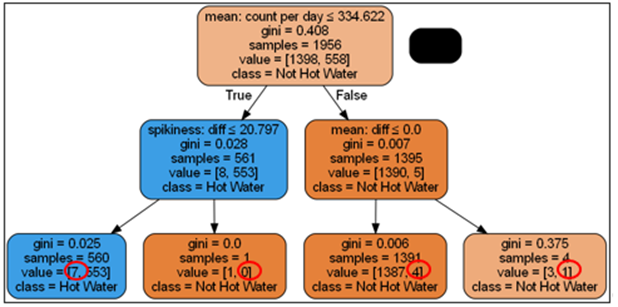 mean: count per day ≤ 334.622
gini = 0.408
samples = 1956
value = [1398, 558]
class = Not Hot Water
True
False
spikiness: diff ≤ 20.797
gini = 0.028
samples = 561
value = [8, 553]
class = Hot Water
mean: diff ≤ 0.0
gini = 0.007
samples = 1395
value = [1390, 5]
class = Not Hot Water
gini = 0.025
samples = 560
value = [7, 553]
class = Hot Water
gini = 0.0
samples = 1
value = [1, 0]
class = Not Hot Water
gini = 0.006
samples = 1391
value = [1387, 4]
class = Not Hot Water
gini = 0.375
samples = 4
value = [3, 1]
class = Not Hot Water